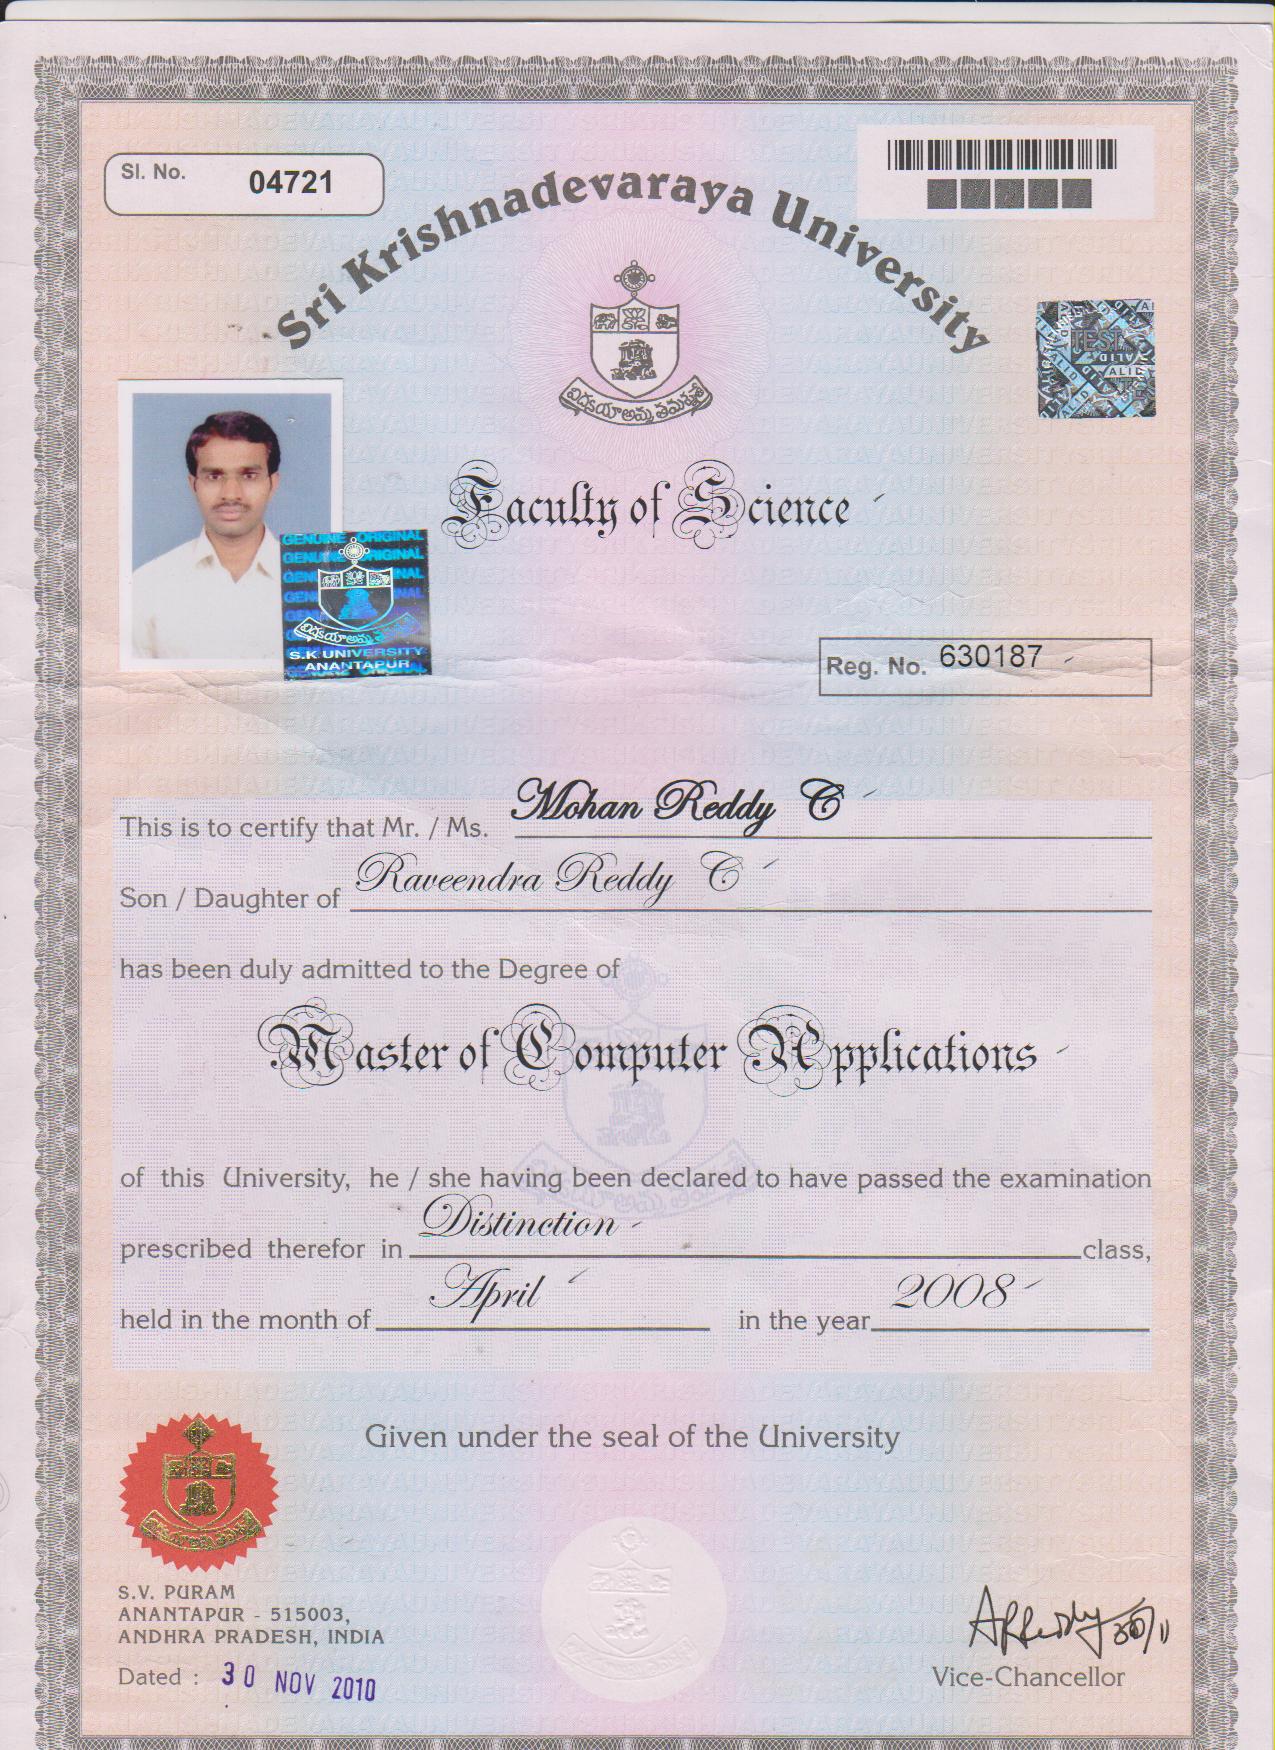 Sl. No. 04721
Sri Krishnadevaraya University
విద్యయా అమృతమశ్నుతే
TEST
VALID
Faculty of Science
GENUINE ORIGINAL
S.K UNIVERSITY
ANANTAPUR
Reg. No. 630187
This is to certify that Mr. / Ms. Mohan Reddy C
Son / Daughter of Raveendra Reddy C
has been duly admitted to the Degree of
Master of Computer Applications
of this University, he / she having been declared to have passed the examination
prescribed therefor in Distinction class,
held in the month of April in the year 2008
Given under the seal of the University
S.V. PURAM
ANANTAPUR - 515003,
ANDHRA PRADESH, INDIA
Dated : 30 NOV 2010
Vice-Chancellor